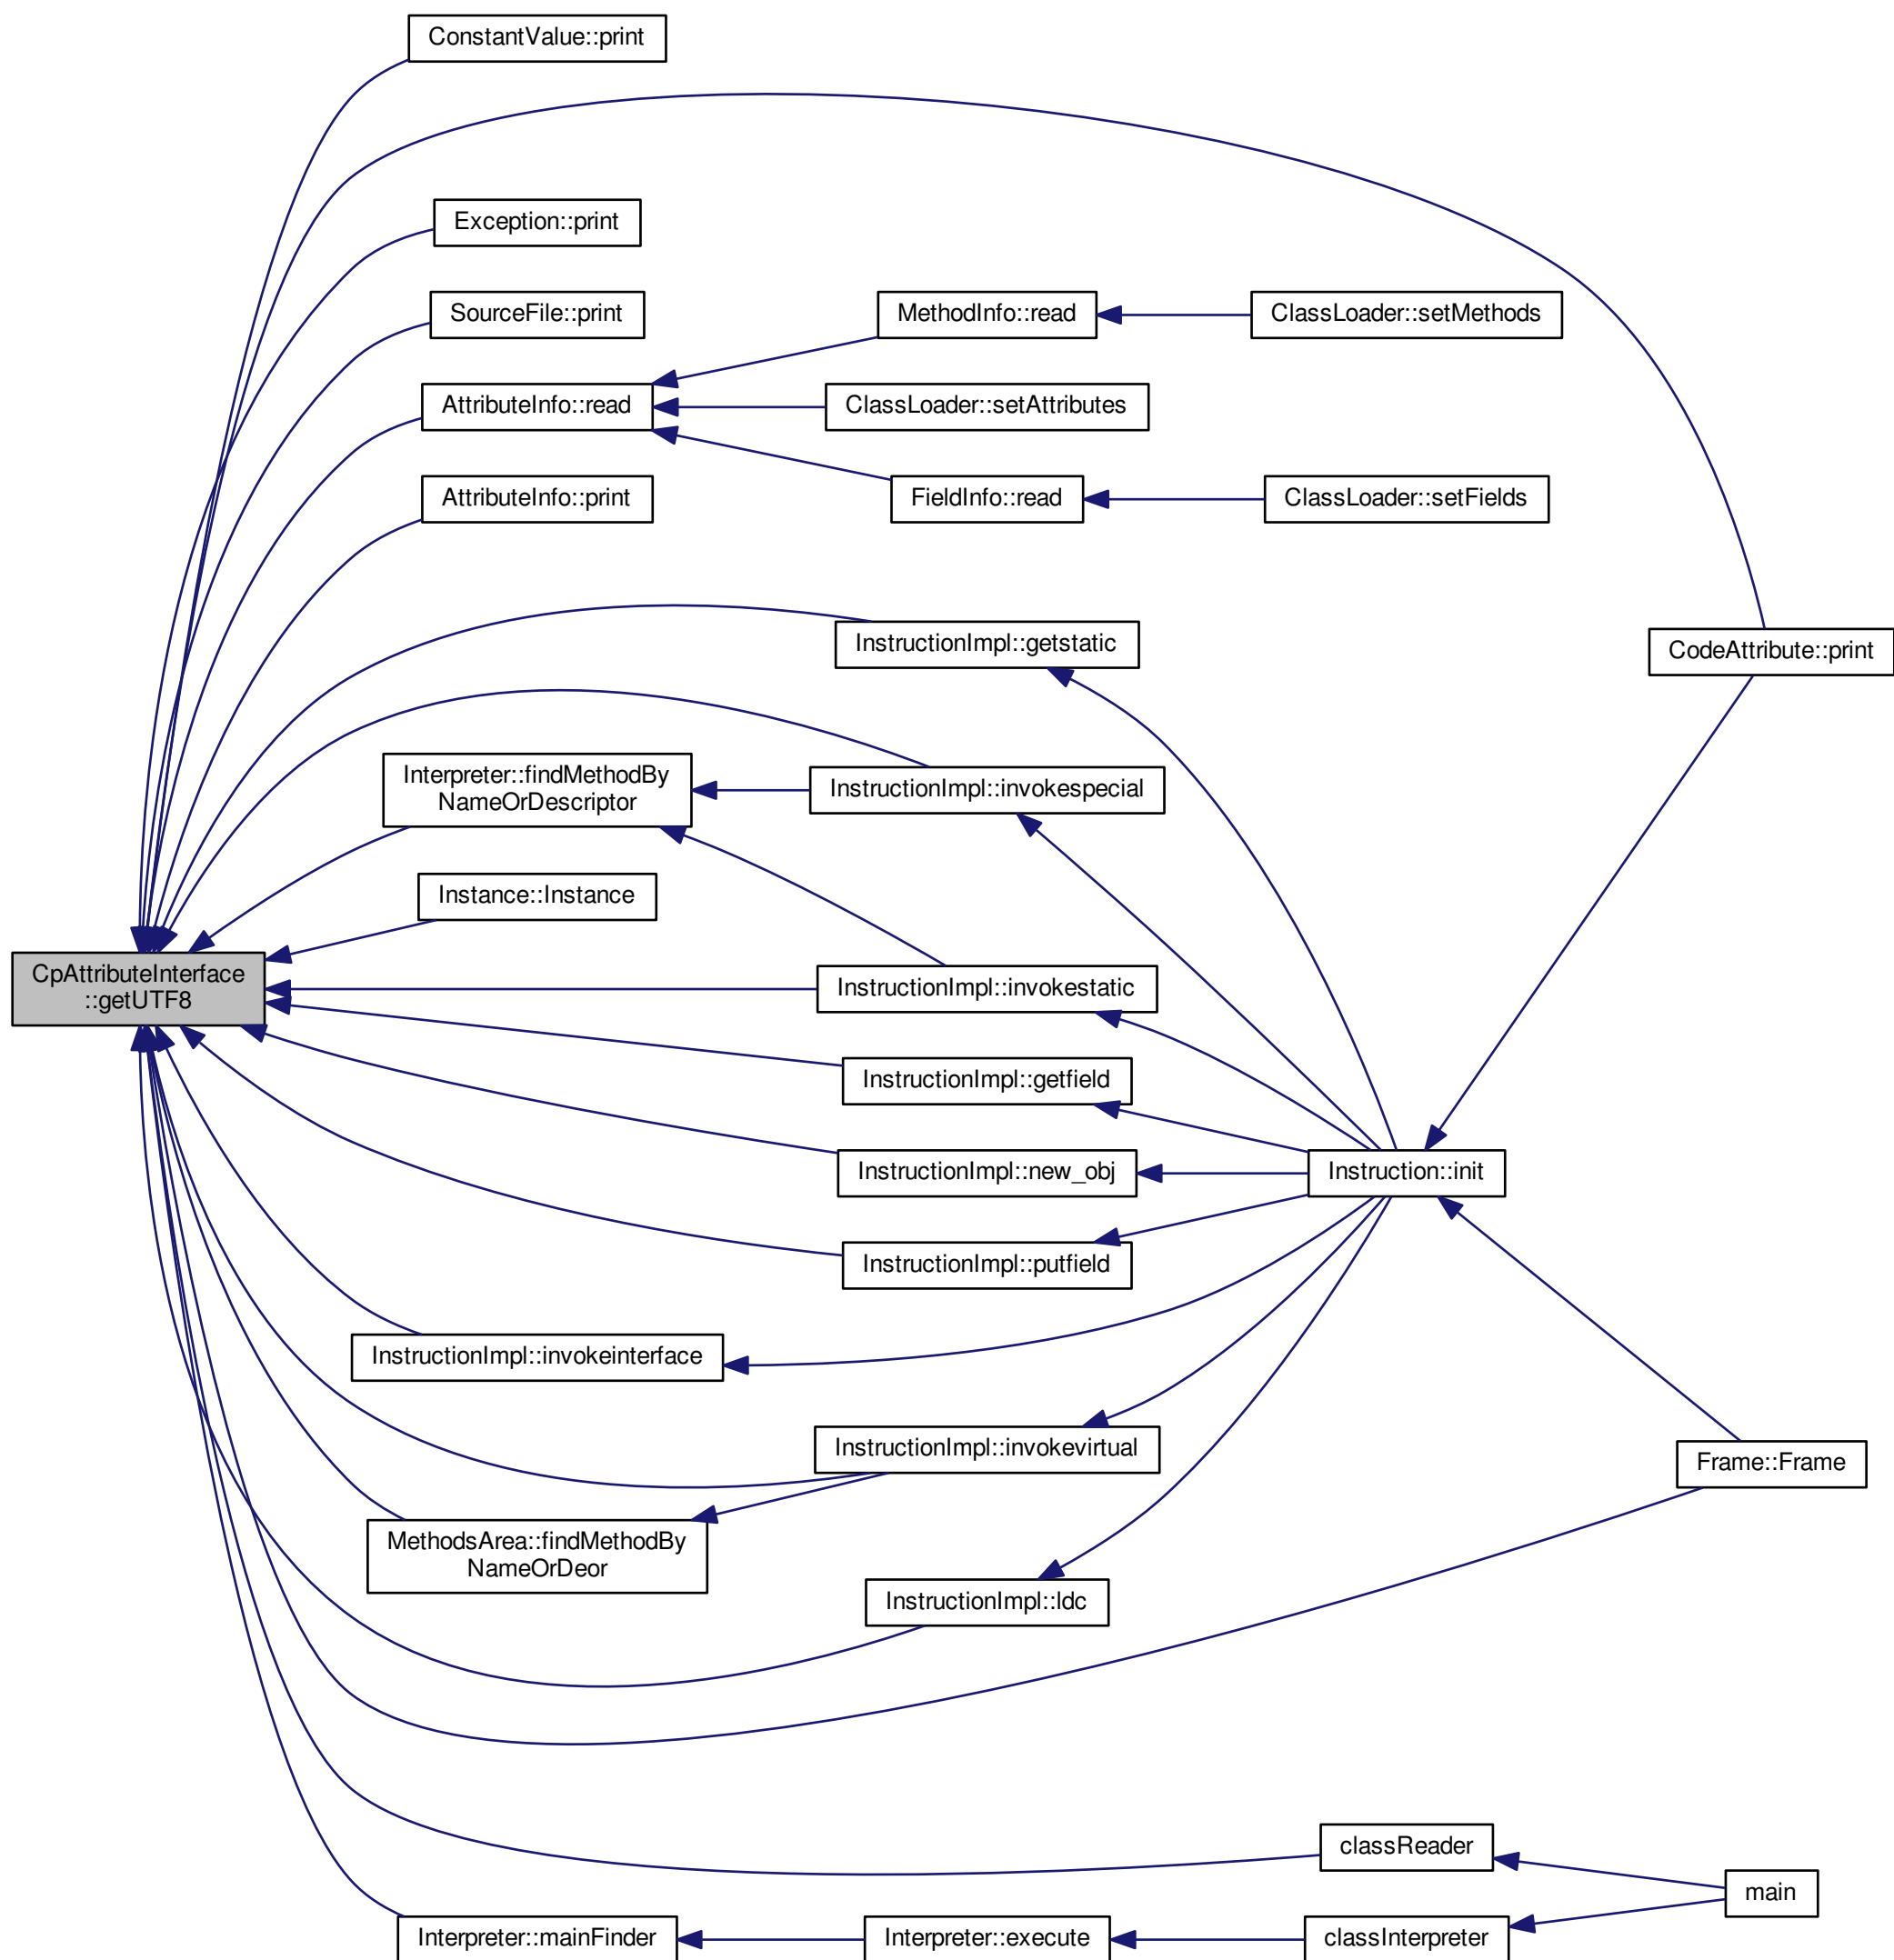 ConstantValue::print
Exception::print
SourceFile::print
MethodInfo::read
ClassLoader::setMethods
AttributeInfo::read
ClassLoader::setAttributes
AttributeInfo::print
FieldInfo::read
ClassLoader::setFields
InstructionImpl::getstatic
CodeAttribute::print
Interpreter::findMethodBy
NameOrDescriptor
InstructionImpl::invokespecial
Instance::Instance
CpAttributeInterface
::getUTF8
InstructionImpl::invokestatic
InstructionImpl::getfield
InstructionImpl::new_obj
Instruction::init
InstructionImpl::putfield
InstructionImpl::invokeinterface
InstructionImpl::invokevirtual
Frame::Frame
MethodsArea::findMethodBy
NameOrDeor
InstructionImpl::ldc
classReader
main
Interpreter::mainFinder
Interpreter::execute
classInterpreter